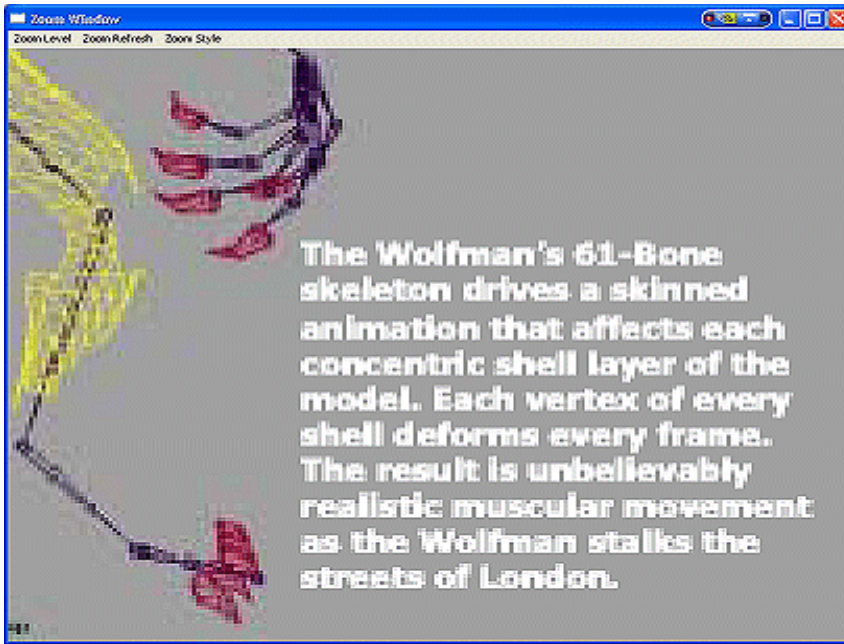 Zoom Window
Zoom Level Zoom Refresh Zoom Style
The Wolfman's 61-Bone
skeleton drives a skinned
animation that affects each
concentric shell layer of the
model. Each vertex of every
shell deforms every frame.
The result is unbelievably
realistic muscular movement
as the Wolfman stalks the
streets of London.